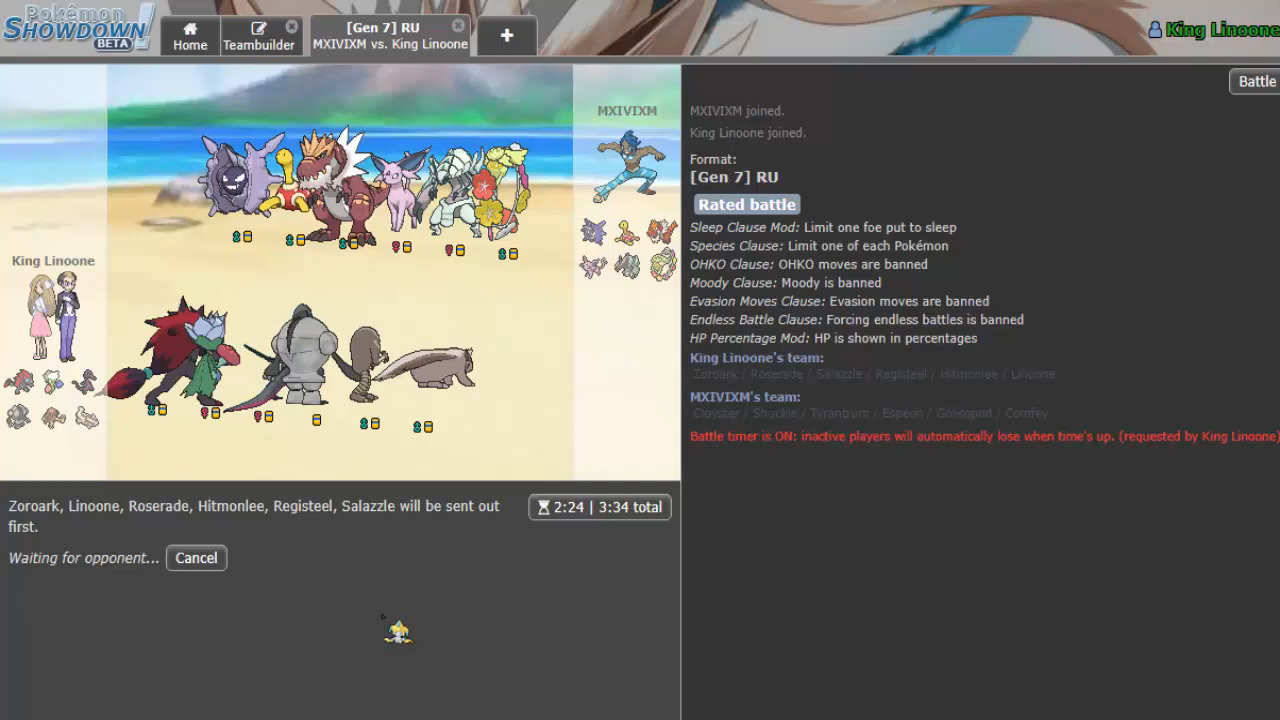 Pokémon
SHOWDOWN!
BETA
Home
Teambuilder
[Gen 7] RU
MXIVIXM vs. King Linoone
+
King Linoone
MXIVIXM
King Linoone
Battle
MXIVIXM joined.
King Linoone joined.
Format:
[Gen 7] RU
Rated battle
Sleep Clause Mod: Limit one foe put to sleep
Species Clause: Limit one of each Pokémon
OHKO Clause: OHKO moves are banned
Moody Clause: Moody is banned
Evasion Moves Clause: Evasion moves are banned
Endless Battle Clause: Forcing endless battles is banned
HP Percentage Mod: HP is shown in percentages
King Linoone's team:
Zoroark / Roserade / Salazzle / Registeel / Hitmonlee / Linoone
MXIVIXM's team:
Cloyster / Shuckle / Tyrantrum / Espeon / Golisopod / Comfey
Battle timer is ON: inactive players will automatically lose when time's up. (requested by King Linoone)
Zoroark, Linoone, Roserade, Hitmonlee, Registeel, Salazzle will be sent out
first.
2:24 | 3:34 total
Waiting for opponent...
Cancel